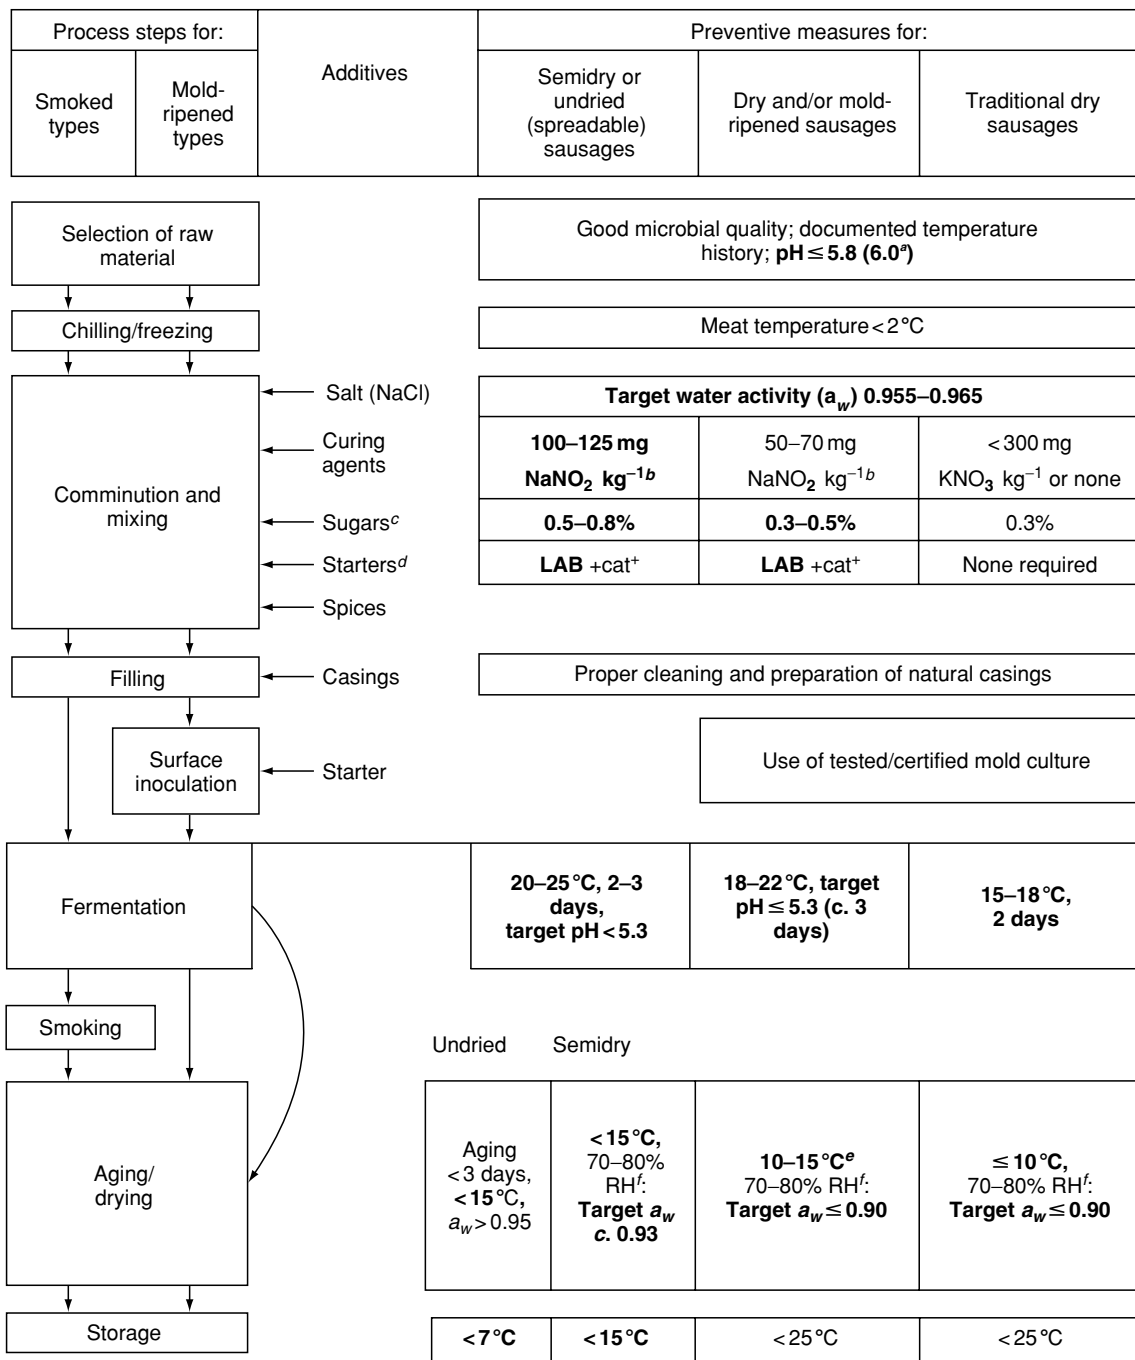 Process steps for:
Additives
Preventive measures for:
Smoked
types
Mold-
ripened
types
Semidry or
undried
(spreadable)
sausages
Dry and/or mold-
ripened sausages
Traditional dry
sausages
Selection of raw
material
Good microbial quality; documented temperature
history; pH ≤ 5.8 (6.0ᵃ)
Chilling/freezing
Meat temperature < 2 °C
Comminution and
mixing
Salt (NaCl)
Curing
agents
Sugarsᶜ
Startersᵈ
Spices
Target water activity (a_w) 0.955–0.965
100–125 mg
NaNO₂ kg⁻¹ᵇ
50–70 mg
NaNO₂ kg⁻¹ᵇ
< 300 mg
KNO₃ kg⁻¹ or none
0.5–0.8%
0.3–0.5%
0.3%
LAB +cat⁺
LAB +cat⁺
None required
Filling
Casings
Proper cleaning and preparation of natural casings
Surface
inoculation
Starter
Use of tested/certified mold culture
Fermentation
20–25 °C, 2–3
days,
target pH < 5.3
18–22 °C, target
pH ≤ 5.3 (c. 3
days)
15–18 °C,
2 days
Smoking
Undried
Semidry
Aging/
drying
Aging
< 3 days,
< 15 °C,
a_w > 0.95
< 15 °C,
70–80%
RHᶠ:
Target a_w
c. 0.93
10–15 °Cᵉ
70–80% RHᶠ:
Target a_w ≤ 0.90
≤ 10 °C,
70–80% RHᶠ:
Target a_w ≤ 0.90
Storage
< 7 °C
< 15 °C
< 25 °C
< 25 °C